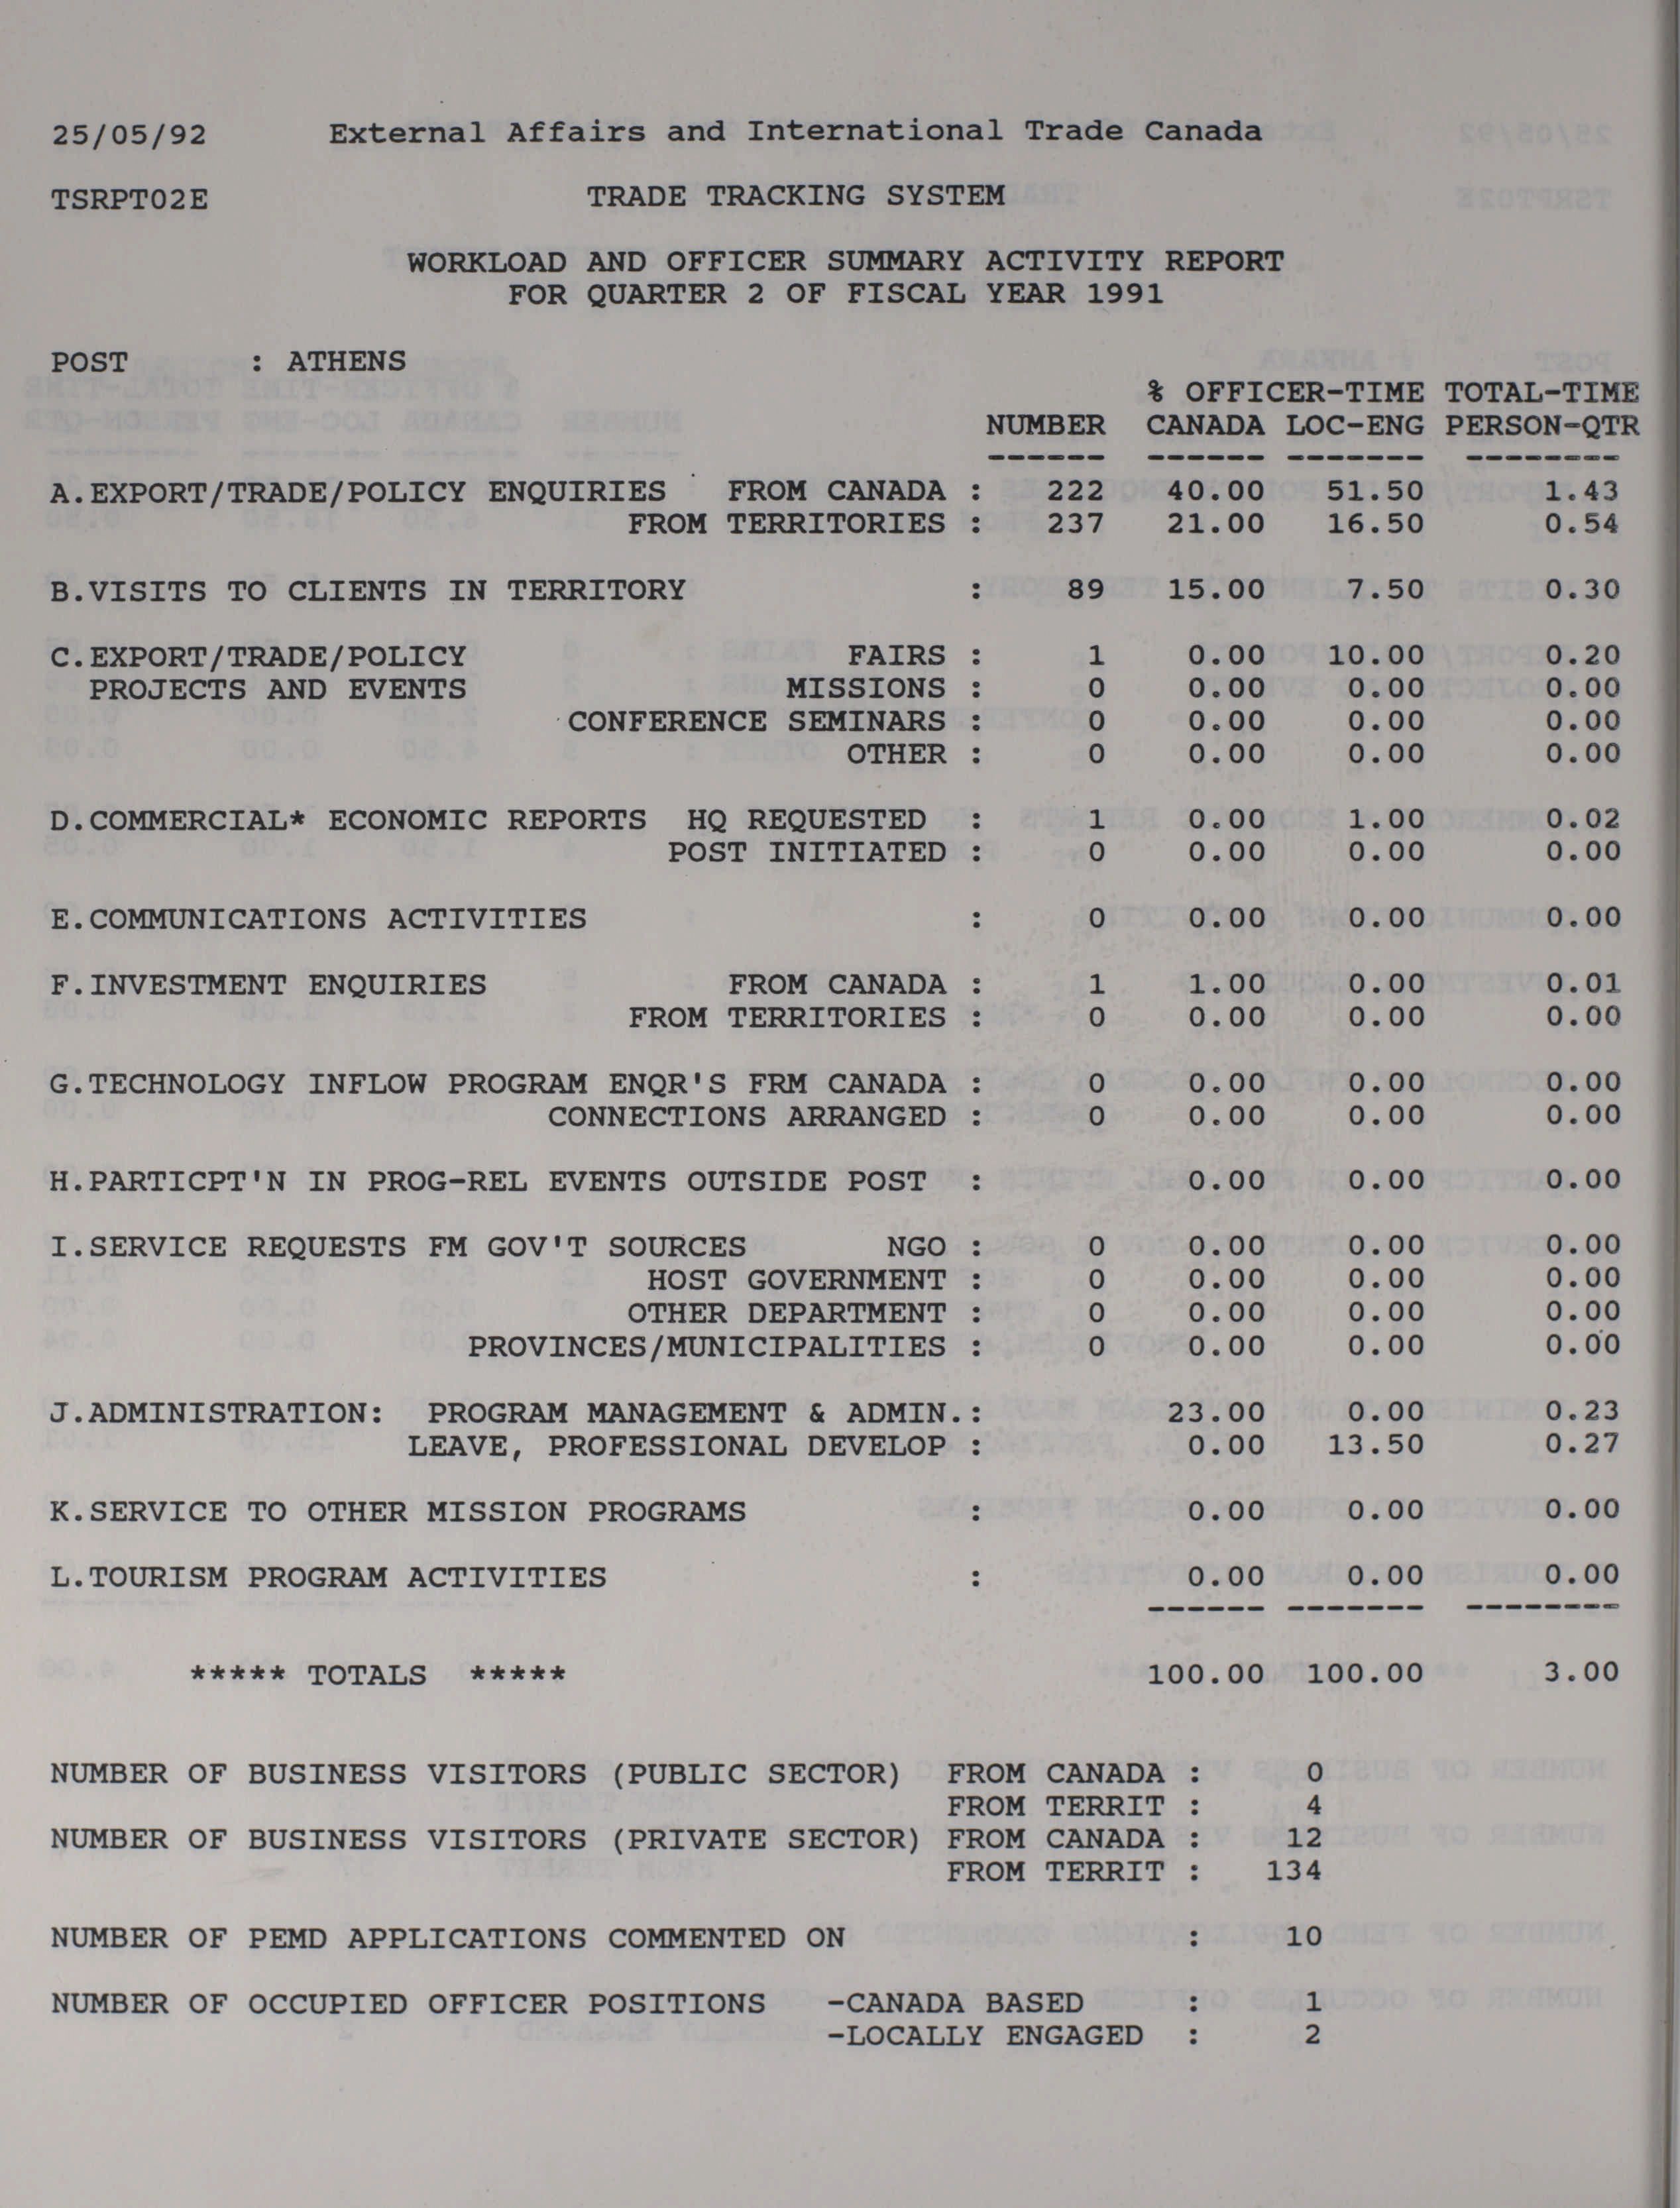 25/05/92 External Affairs and International Trade Canada
TSRPT02E TRADE TRACKING SYSTEM
WORKLOAD AND OFFICER SUMMARY ACTIVITY REPORT
FOR QUARTER 2 OF FISCAL YEAR 1991
POST : ATHENS
% OFFICER-TIME TOTAL-TIME
NUMBER CANADA LOC-ENG PERSON-QTR
------ ------ ------- --------
A.EXPORT/TRADE/POLICY ENQUIRIES FROM CANADA : 222 40.00 51.50 1.43
FROM TERRITORIES : 237 21.00 16.50 0.54
B.VISITS TO CLIENTS IN TERRITORY : 89 15.00 7.50 0.30
C.EXPORT/TRADE/POLICY FAIRS : 1 0.00 10.00 0.20
PROJECTS AND EVENTS MISSIONS : 0 0.00 0.00 0.00
CONFERENCE SEMINARS : 0 0.00 0.00 0.00
OTHER : 0 0.00 0.00 0.00
D.COMMERCIAL* ECONOMIC REPORTS HQ REQUESTED : 1 0.00 1.00 0.02
POST INITIATED : 0 0.00 0.00 0.00
E.COMMUNICATIONS ACTIVITIES : 0 0.00 0.00 0.00
F.INVESTMENT ENQUIRIES FROM CANADA : 1 1.00 0.00 0.01
FROM TERRITORIES : 0 0.00 0.00 0.00
G.TECHNOLOGY INFLOW PROGRAM ENQR'S FRM CANADA : 0 0.00 0.00 0.00
CONNECTIONS ARRANGED : 0 0.00 0.00 0.00
H.PARTICPT'N IN PROG-REL EVENTS OUTSIDE POST : 0.00 0.00 0.00
I.SERVICE REQUESTS FM GOV'T SOURCES NGO : 0 0.00 0.00 0.00
HOST GOVERNMENT : 0 0.00 0.00 0.00
OTHER DEPARTMENT : 0 0.00 0.00 0.00
PROVINCES/MUNICIPALITIES : 0 0.00 0.00 0.00
J.ADMINISTRATION: PROGRAM MANAGEMENT & ADMIN.: 23.00 0.00 0.23
LEAVE, PROFESSIONAL DEVELOP : 0.00 13.50 0.27
K.SERVICE TO OTHER MISSION PROGRAMS : 0.00 0.00 0.00
L.TOURISM PROGRAM ACTIVITIES : 0.00 0.00 0.00
------ ------- --------
***** TOTALS ***** 100.00 100.00 3.00
NUMBER OF BUSINESS VISITORS (PUBLIC SECTOR) FROM CANADA : 0
FROM TERRIT : 4
NUMBER OF BUSINESS VISITORS (PRIVATE SECTOR) FROM CANADA : 12
FROM TERRIT : 134
NUMBER OF PEMD APPLICATIONS COMMENTED ON : 10
NUMBER OF OCCUPIED OFFICER POSITIONS -CANADA BASED : 1
-LOCALLY ENGAGED : 2